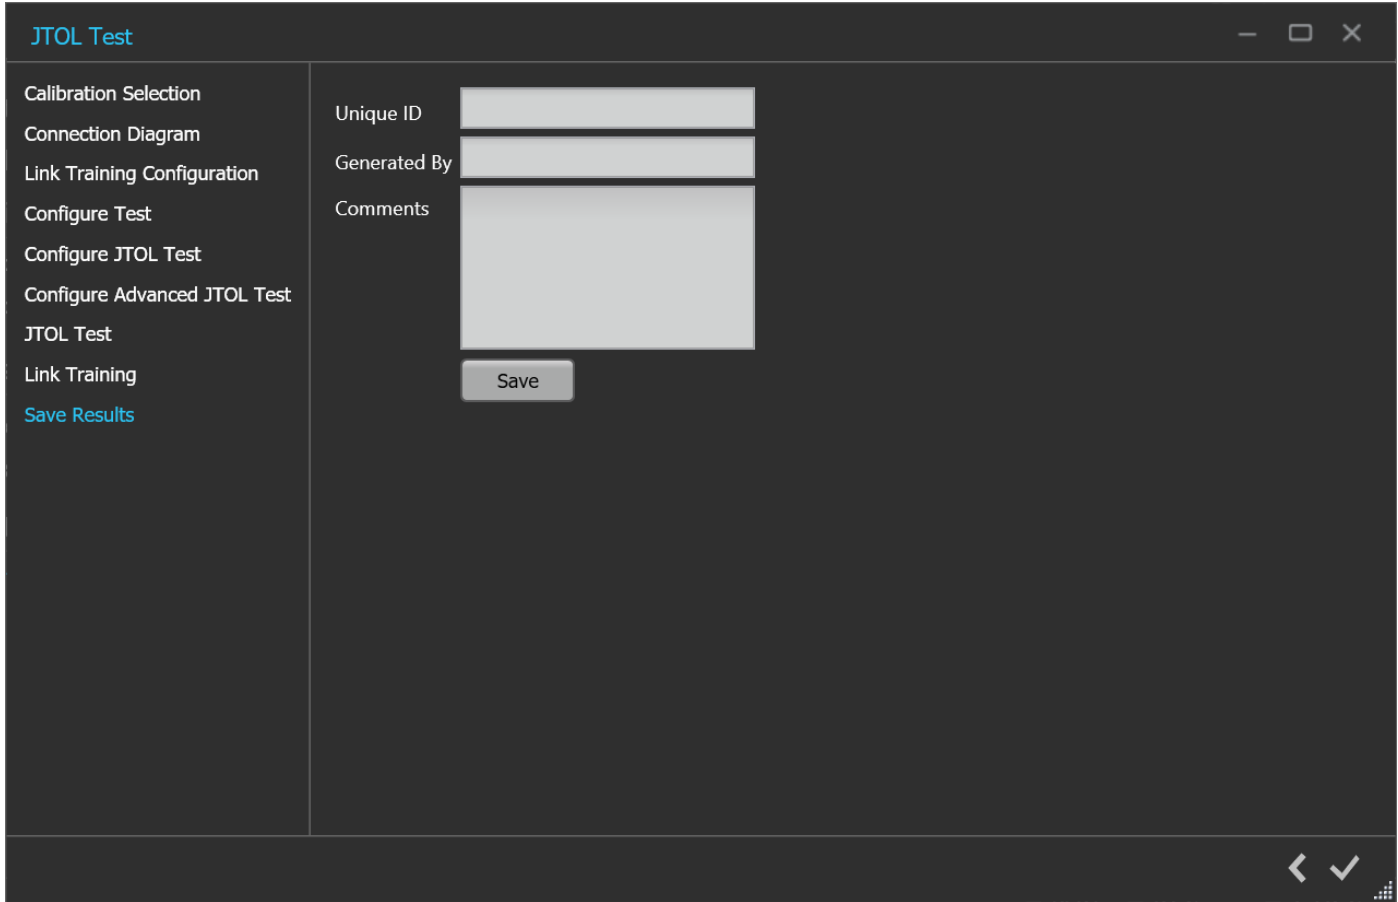 JTOL Test
Calibration Selection
Connection Diagram
Link Training Configuration
Configure Test
Configure JTOL Test
Configure Advanced JTOL Test
JTOL Test
Link Training
Save Results
Unique ID
Generated By
Comments
Save